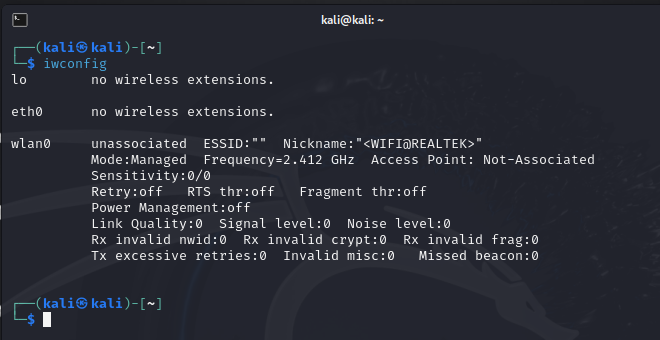 kali@kali: ~
┌──(kali㉿kali)-[~]
└─$ iwconfig
lo        no wireless extensions.
eth0      no wireless extensions.
wlan0     unassociated  ESSID:""  Nickname:"<WIFI@REALTEK>"
          Mode:Managed  Frequency=2.412 GHz  Access Point: Not-Associated
          Sensitivity:0/0
          Retry:off   RTS thr:off   Fragment thr:off
          Power Management:off
          Link Quality:0  Signal level:0  Noise level:0
          Rx invalid nwid:0  Rx invalid crypt:0  Rx invalid frag:0
          Tx excessive retries:0  Invalid misc:0   Missed beacon:0
┌──(kali㉿kali)-[~]
└─$